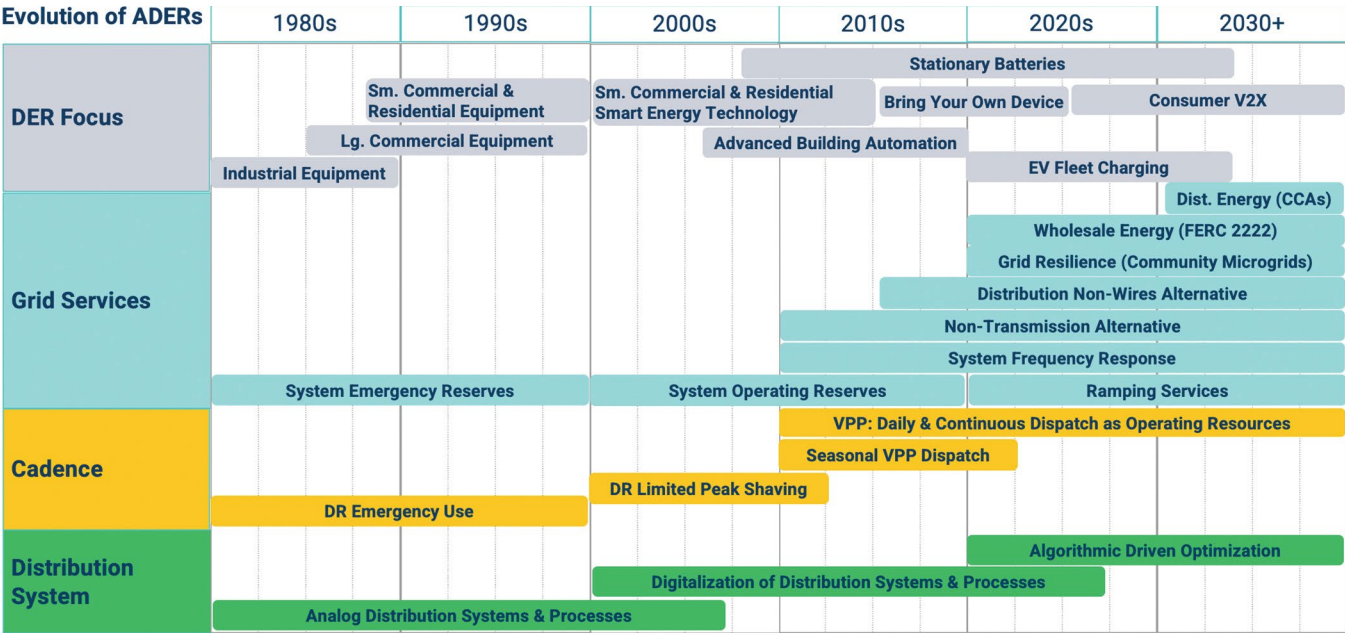 Evolution of ADERs
1980s
1990s
2000s
2010s
2020s
2030+
DER Focus
Stationary Batteries
Sm. Commercial &
Residential Equipment
Sm. Commercial & Residential
Smart Energy Technology
Bring Your Own Device
Consumer V2X
Lg. Commercial Equipment
Advanced Building Automation
Industrial Equipment
EV Fleet Charging
Grid Services
Dist. Energy (CCAs)
Wholesale Energy (FERC 2222)
Grid Resilience (Community Microgrids)
Distribution Non-Wires Alternative
Non-Transmission Alternative
System Frequency Response
System Emergency Reserves
System Operating Reserves
Ramping Services
Cadence
VPP: Daily & Continuous Dispatch as Operating Resources
Seasonal VPP Dispatch
DR Limited Peak Shaving
DR Emergency Use
Distribution
System
Algorithmic Driven Optimization
Digitalization of Distribution Systems & Processes
Analog Distribution Systems & Processes